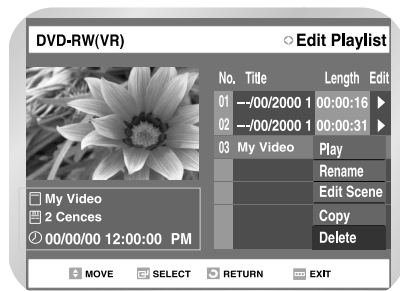 DVD-RW(VR) Edit Playlist
No. Title Length Edit
01 --/00/2000 1 00:00:16
02 --/00/2000 1 00:00:31
03 My Video
Play
Rename
Edit Scene
Copy
Delete
My Video
2 Cences
00/00/00 12:00:00 PM
MOVE SELECT RETURN EXIT